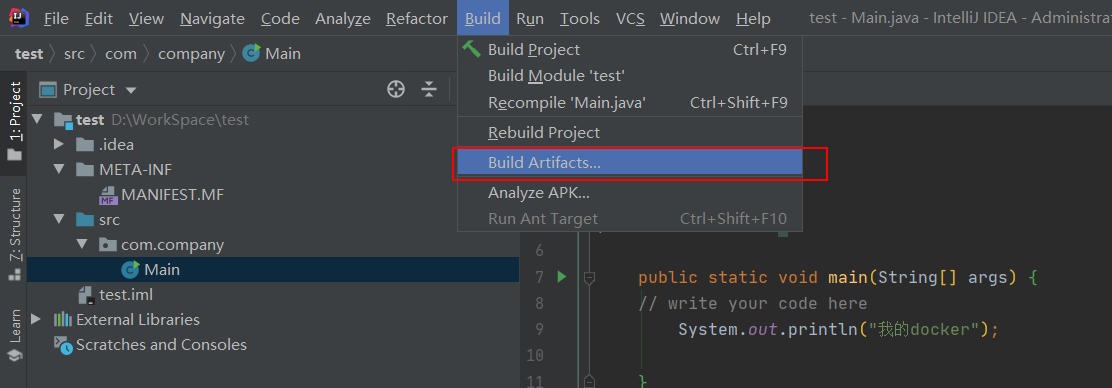 File Edit View Navigate Code Analyze Refactor Build Run Tools VCS Window Help test - Main.java - IntelliJ IDEA - Administra
test src com company Main
Project
Build Project Ctrl+F9
Build Module 'test'
Recompile 'Main.java' Ctrl+Shift+F9
Rebuild Project
Build Artifacts...
Analyze APK...
Run Ant Target Ctrl+Shift+F10
1: Project
Z: Structure
Learn
test D:\WorkSpace\test
.idea
META-INF
MF MANIFEST.MF
src
com.company
Main
test.iml
External Libraries
Scratches and Consoles
6
7 public static void main(String[] args) {
8 // write your code here
9 System.out.println("我的docker");
10
11 }